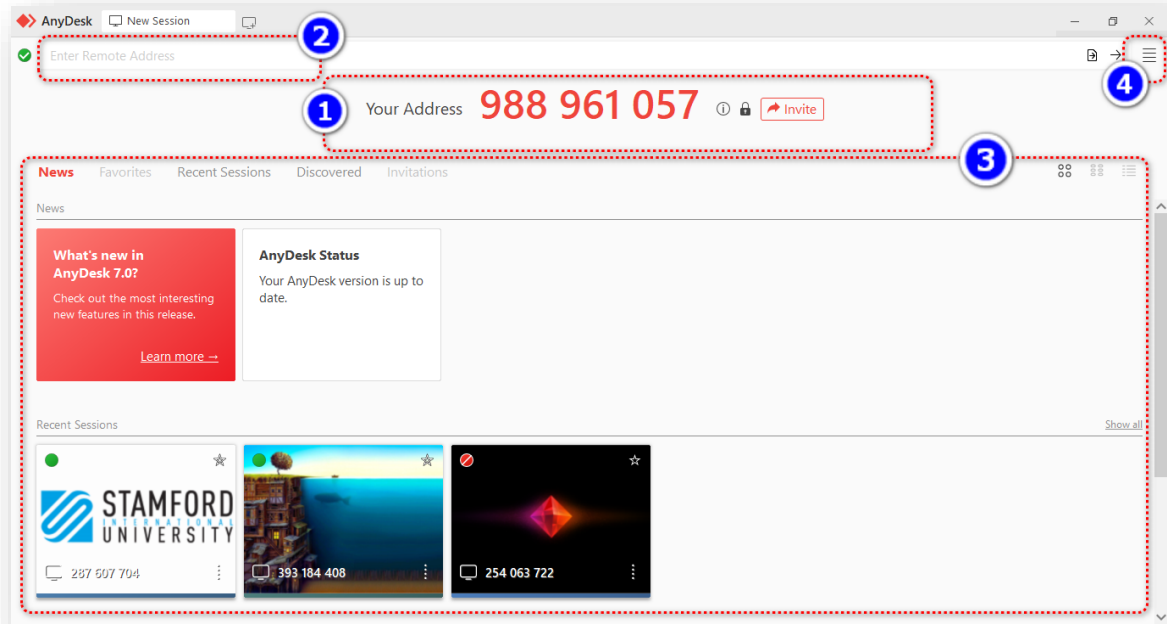 AnyDesk New Session
2
Enter Remote Address
4
1 Your Address 988 961 057 Invite
3
News Favorites Recent Sessions Discovered Invitations
News
What's new in
AnyDesk 7.0?
Check out the most interesting
new features in this release.
Learn more →
AnyDesk Status
Your AnyDesk version is up to
date.
Recent Sessions Show all
STAMFORD
INTERNATIONAL
UNIVERSITY
287 607 704
393 184 408
254 063 722